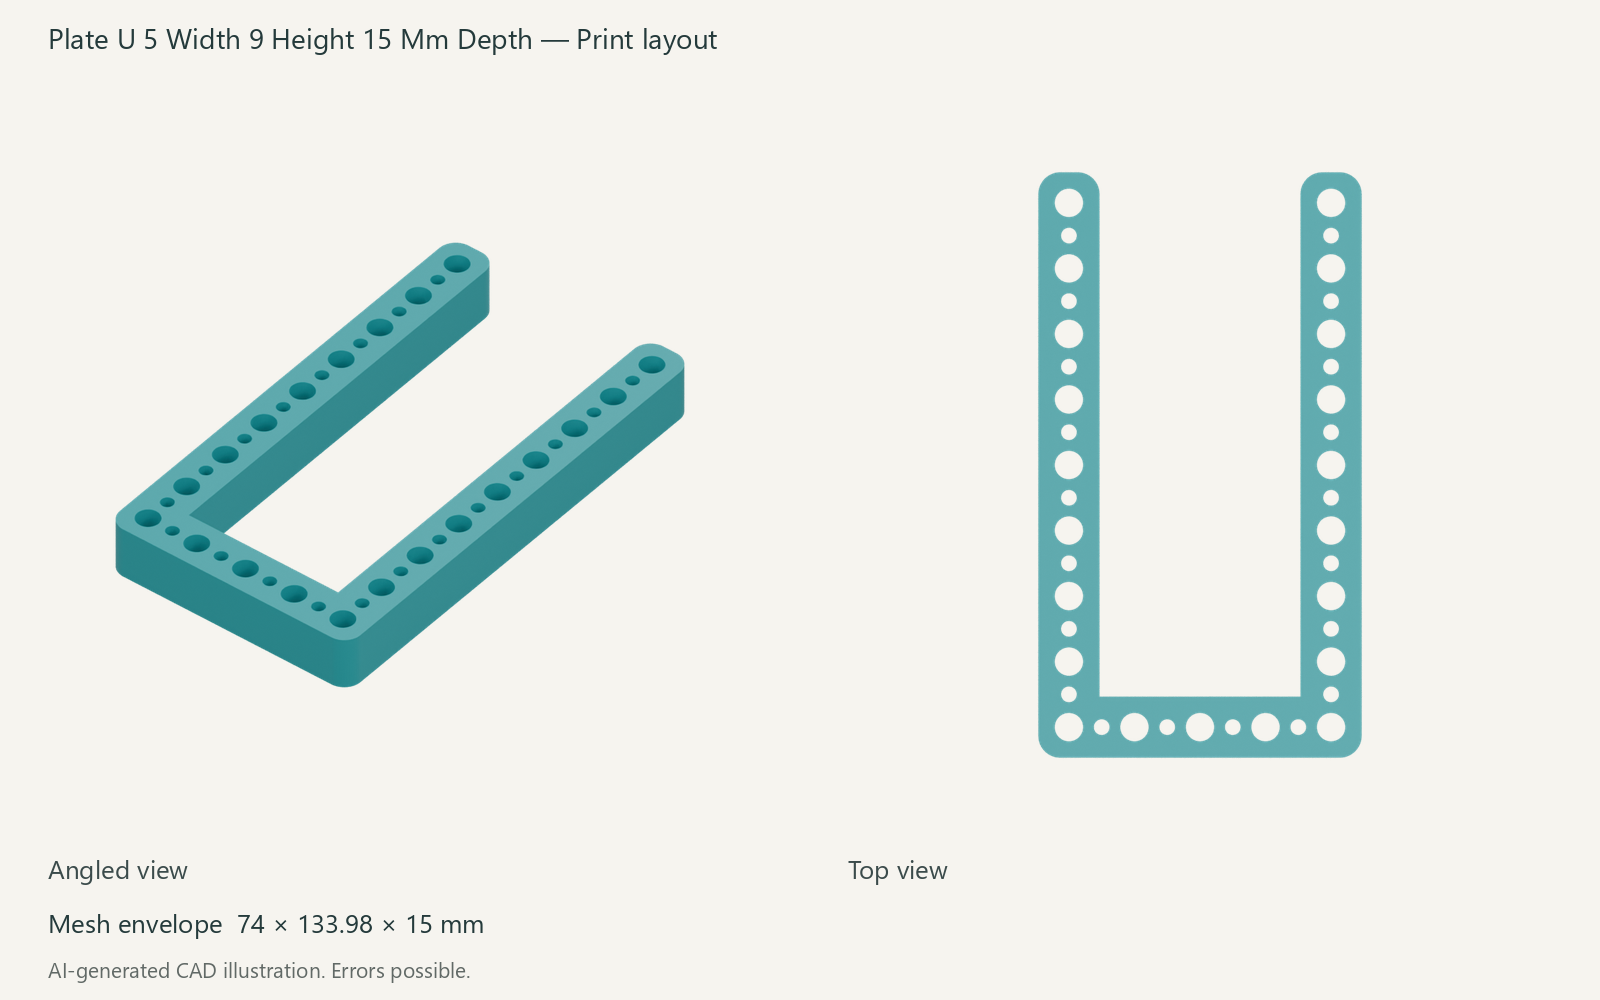 Plate U 5 Width 9 Height 15 Mm Depth — Print layout
Angled view
Top view
Mesh envelope  74 × 133.98 × 15 mm
AI-generated CAD illustration. Errors possible.